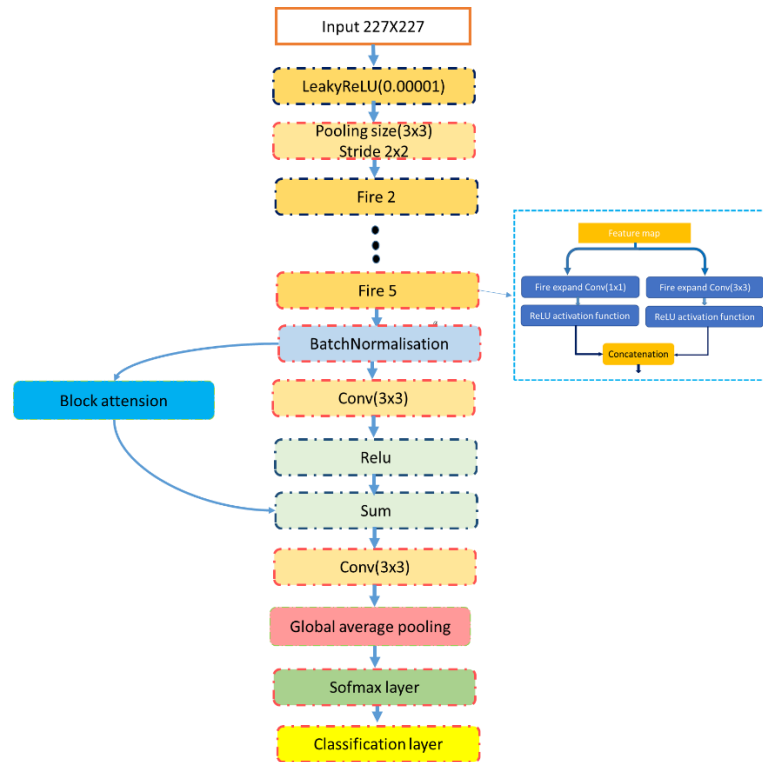 Input 227X227
LeakyReLU(0.00001)
Pooling size(3x3)
Stride 2x2
Fire 2
Fire 5
Feature map
Fire expand Conv(1x1)
Fire expand Conv(3x3)
ReLU activation function
ReLU activation function
Concatenation
BatchNormalisation
Block attension
Conv(3x3)
Relu
Sum
Conv(3x3)
Global average pooling
Sofmax layer
Classification layer